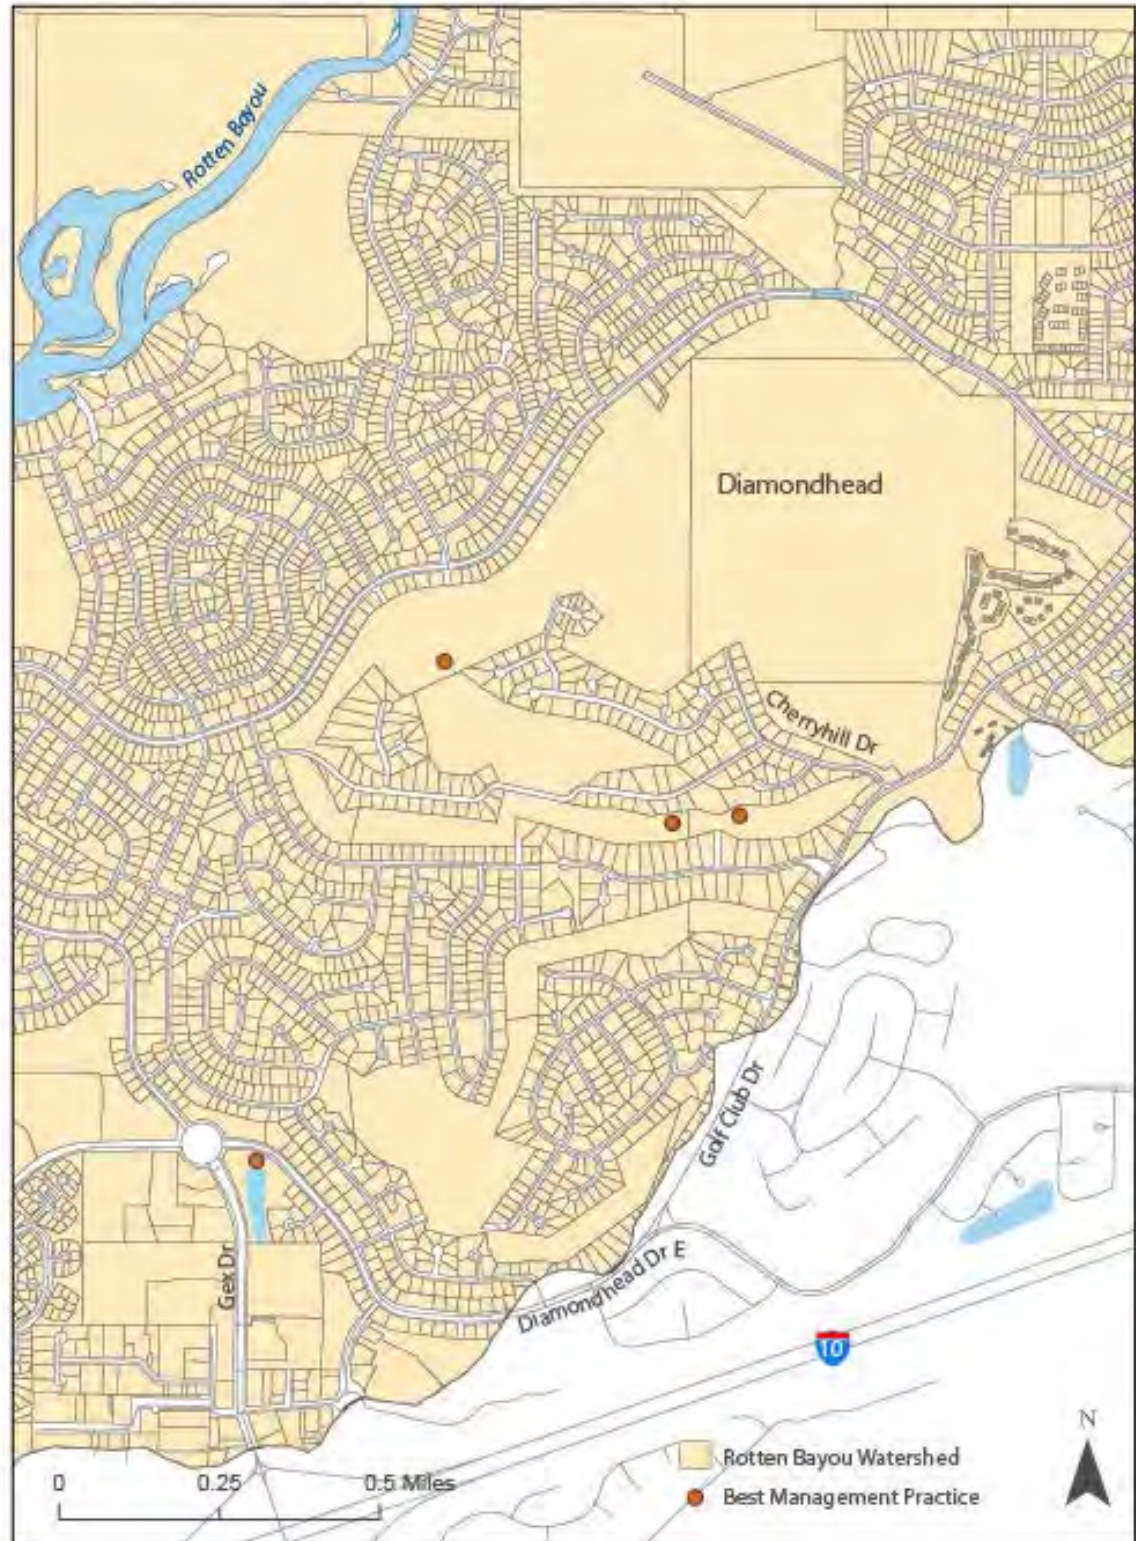 Rotten Bayou
Diamondhead
Cherryhill Dr
Golf Club Dr
Gex Dr
Diamondhead Dr E
10
N
Rotten Bayou Watershed
0 0.25 0.5 Miles
Best Management Practice